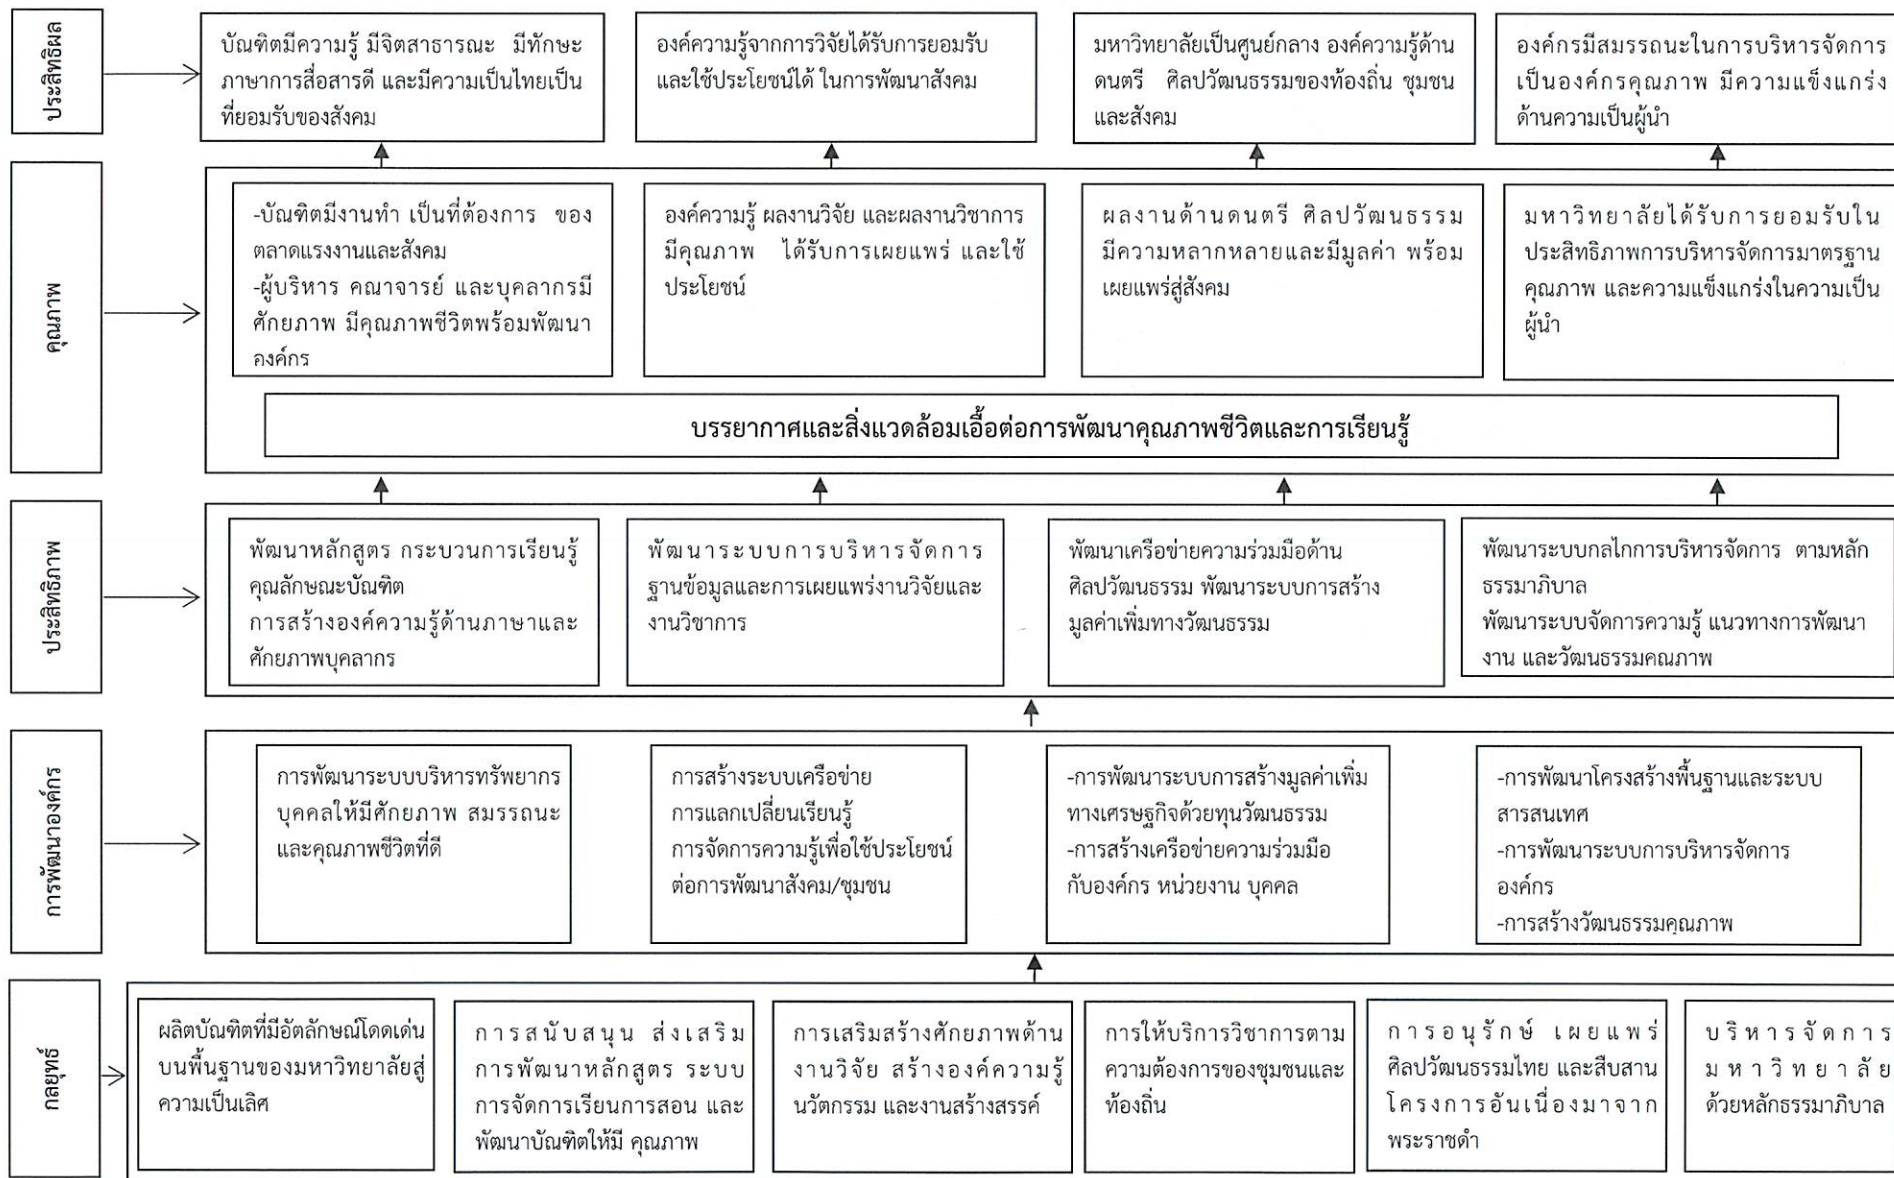 ประสิทธิผล
บัณฑิตมีความรู้ มีจิตสาธารณะ มีทักษะ
ภาษาการสื่อสารดี และมีความเป็นไทยเป็น
ที่ยอมรับของสังคม
องค์ความรู้จากการวิจัยได้รับการยอมรับ
และใช้ประโยชน์ได้ ในการพัฒนาสังคม
มหาวิทยาลัยเป็นศูนย์กลาง องค์ความรู้ด้าน
ดนตรี ศิลปวัฒนธรรมของท้องถิ่น ชุมชน
และสังคม
องค์กรมีสมรรถนะในการบริหารจัดการ
เป็นองค์กรคุณภาพ มีความแข็งแกร่ง
ด้านความเป็นผู้นำ
คุณภาพ
-บัณฑิตมีงานทำ เป็นที่ต้องการ ของ
ตลาดแรงงานและสังคม
-ผู้บริหาร คณาจารย์ และบุคลากรมี
ศักยภาพ มีคุณภาพชีวิตพร้อมพัฒนา
องค์กร
องค์ความรู้ ผลงานวิจัย และผลงานวิชาการ
มีคุณภาพ ได้รับการเผยแพร่ และใช้
ประโยชน์
ผลงานด้านดนตรี ศิลปวัฒนธรรม
มีความหลากหลายและมีมูลค่า พร้อม
เผยแพร่สู่สังคม
มหาวิทยาลัยได้รับการยอมรับใน
ประสิทธิภาพการบริหารจัดการมาตรฐาน
คุณภาพ และความแข็งแกร่งในความเป็น
ผู้นำ
บรรยากาศและสิ่งแวดล้อมเอื้อต่อการพัฒนาคุณภาพชีวิตและการเรียนรู้
ประสิทธิภาพ
พัฒนาหลักสูตร กระบวนการเรียนรู้
คุณลักษณะบัณฑิต
การสร้างองค์ความรู้ด้านภาษาและ
ศักยภาพบุคลากร
พัฒนาระบบการบริหารจัดการ
ฐานข้อมูลและการเผยแพร่งานวิจัยและ
งานวิชาการ
พัฒนาเครือข่ายความร่วมมือด้าน
ศิลปวัฒนธรรม พัฒนาระบบการสร้าง
มูลค่าเพิ่มทางวัฒนธรรม
พัฒนาระบบกลไกการบริหารจัดการ ตามหลัก
ธรรมาภิบาล
พัฒนาระบบจัดการความรู้ แนวทางการพัฒนา
งาน และวัฒนธรรมคุณภาพ
การพัฒนาองค์กร
การพัฒนาระบบบริหารทรัพยากร
บุคคลให้มีศักยภาพ สมรรถนะ
และคุณภาพชีวิตที่ดี
การสร้างระบบเครือข่าย
การแลกเปลี่ยนเรียนรู้
การจัดการความรู้เพื่อใช้ประโยชน์
ต่อการพัฒนาสังคม/ชุมชน
-การพัฒนาระบบการสร้างมูลค่าเพิ่ม
ทางเศรษฐกิจด้วยทุนวัฒนธรรม
-การสร้างเครือข่ายความร่วมมือ
กับองค์กร หน่วยงาน บุคคล
-การพัฒนาโครงสร้างพื้นฐานและระบบ
สารสนเทศ
-การพัฒนาระบบการบริหารจัดการ
องค์กร
-การสร้างวัฒนธรรมคุณภาพ
กลยุทธ์
ผลิตบัณฑิตที่มีอัตลักษณ์โดดเด่น
บนพื้นฐานของมหาวิทยาลัยสู่
ความเป็นเลิศ
การสนับสนุน ส่งเสริม
การพัฒนาหลักสูตร ระบบ
การจัดการเรียนการสอน และ
พัฒนาบัณฑิตให้มี คุณภาพ
การเสริมสร้างศักยภาพด้าน
งานวิจัย สร้างองค์ความรู้
นวัตกรรม และงานสร้างสรรค์
การให้บริการวิชาการตาม
ความต้องการของชุมชนและ
ท้องถิ่น
การอนุรักษ์ เผยแพร่
ศิลปวัฒนธรรมไทย และสืบสาน
โครงการอันเนื่องมาจาก
พระราชดำ
บริหารจัดการ
มหาวิทยาลัย
ด้วยหลักธรรมาภิบาล